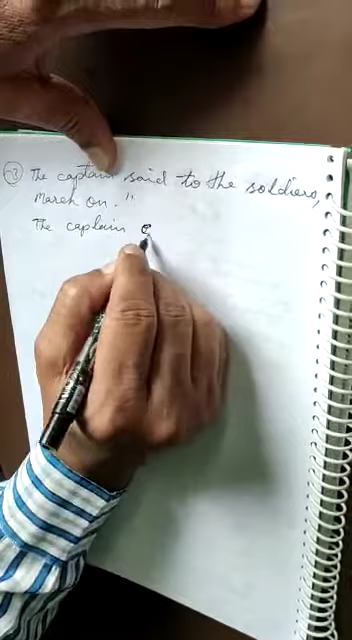 (3) The captain said to the soldiers,
March on."
The captain c